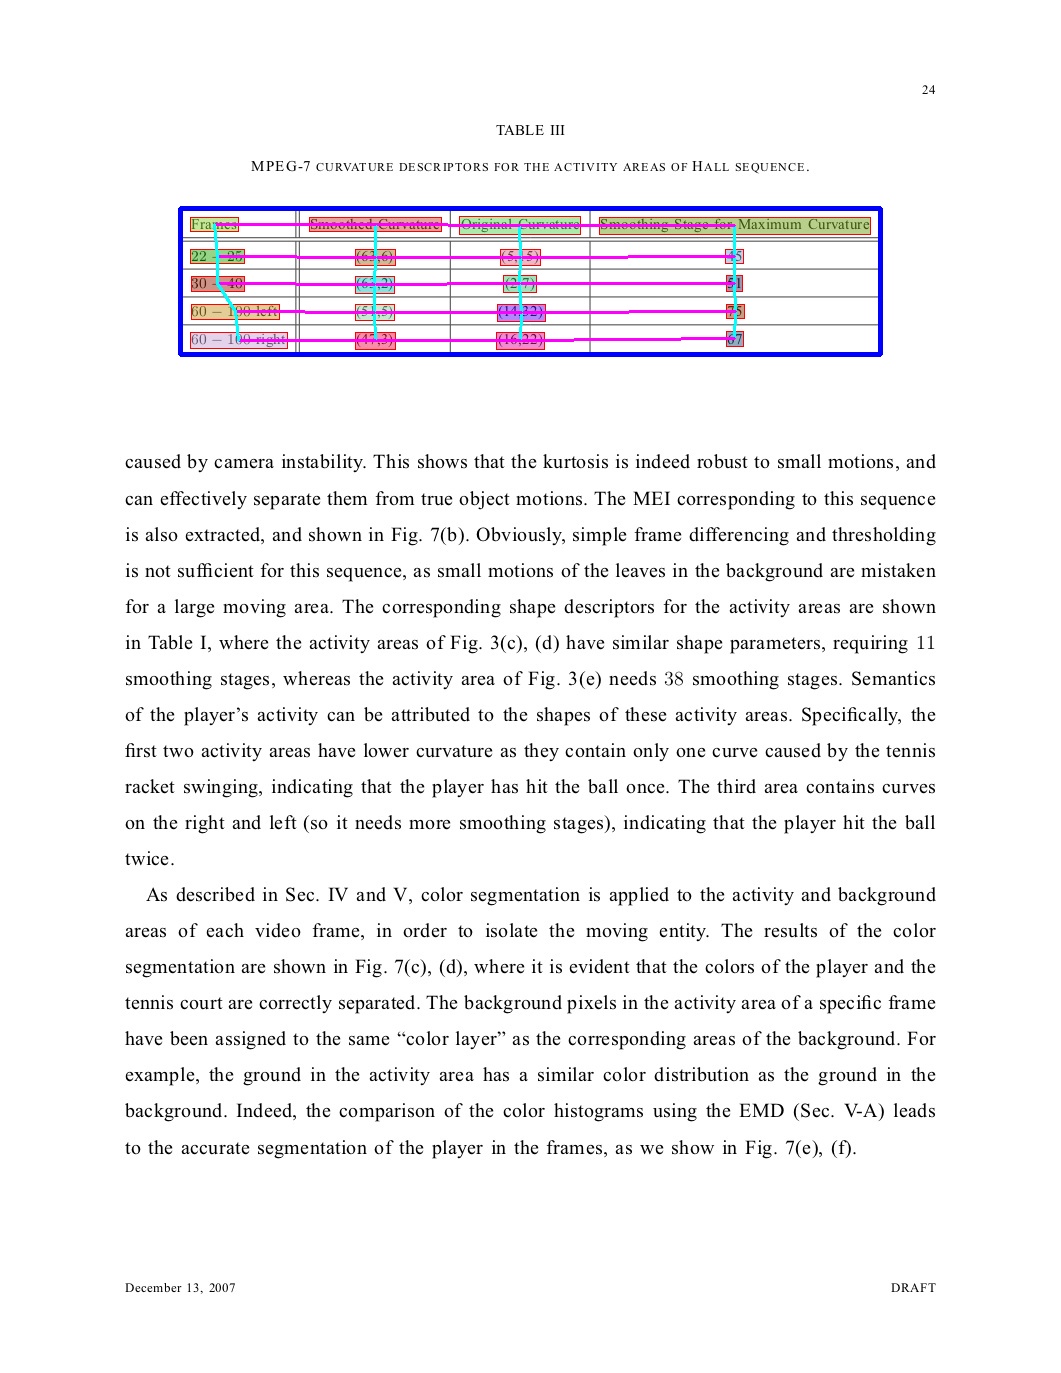 24
TABLE III
MPEG-7 CURVATURE DESCRIPTORS FOR THE ACTIVITY AREAS OF HALL SEQUENCE.
Frames Smoothed Curvature Original Curvature Smoothing Stage for Maximum Curvature
22 − 25
30 − 40 51
60 − 100 left (14,22) 75
60 − 100 right (47,3) (16,22) 67
caused by camera instability. This shows that the kurtosis is indeed robust to small motions, and
can effectively separate them from true object motions. The MEI corresponding to this sequence
is also extracted, and shown in Fig. 7(b). Obviously, simple frame differencing and thresholding
is not sufficient for this sequence, as small motions of the leaves in the background are mistaken
for a large moving area. The corresponding shape descriptors for the activity areas are shown
in Table I, where the activity areas of Fig. 3(c), (d) have similar shape parameters, requiring 11
smoothing stages, whereas the activity area of Fig. 3(e) needs 38 smoothing stages. Semantics
of the player's activity can be attributed to the shapes of these activity areas. Specifically, the
first two activity areas have lower curvature as they contain only one curve caused by the tennis
racket swinging, indicating that the player has hit the ball once. The third area contains curves
on the right and left (so it needs more smoothing stages), indicating that the player hit the ball
twice.
As described in Sec. IV and V, color segmentation is applied to the activity and background
areas of each video frame, in order to isolate the moving entity. The results of the color
segmentation are shown in Fig. 7(c), (d), where it is evident that the colors of the player and the
tennis court are correctly separated. The background pixels in the activity area of a specific frame
have been assigned to the same “color layer” as the corresponding areas of the background. For
example, the ground in the activity area has a similar color distribution as the ground in the
background. Indeed, the comparison of the color histograms using the EMD (Sec. V-A) leads
to the accurate segmentation of the player in the frames, as we show in Fig. 7(e), (f).
December 13, 2007 DRAFT